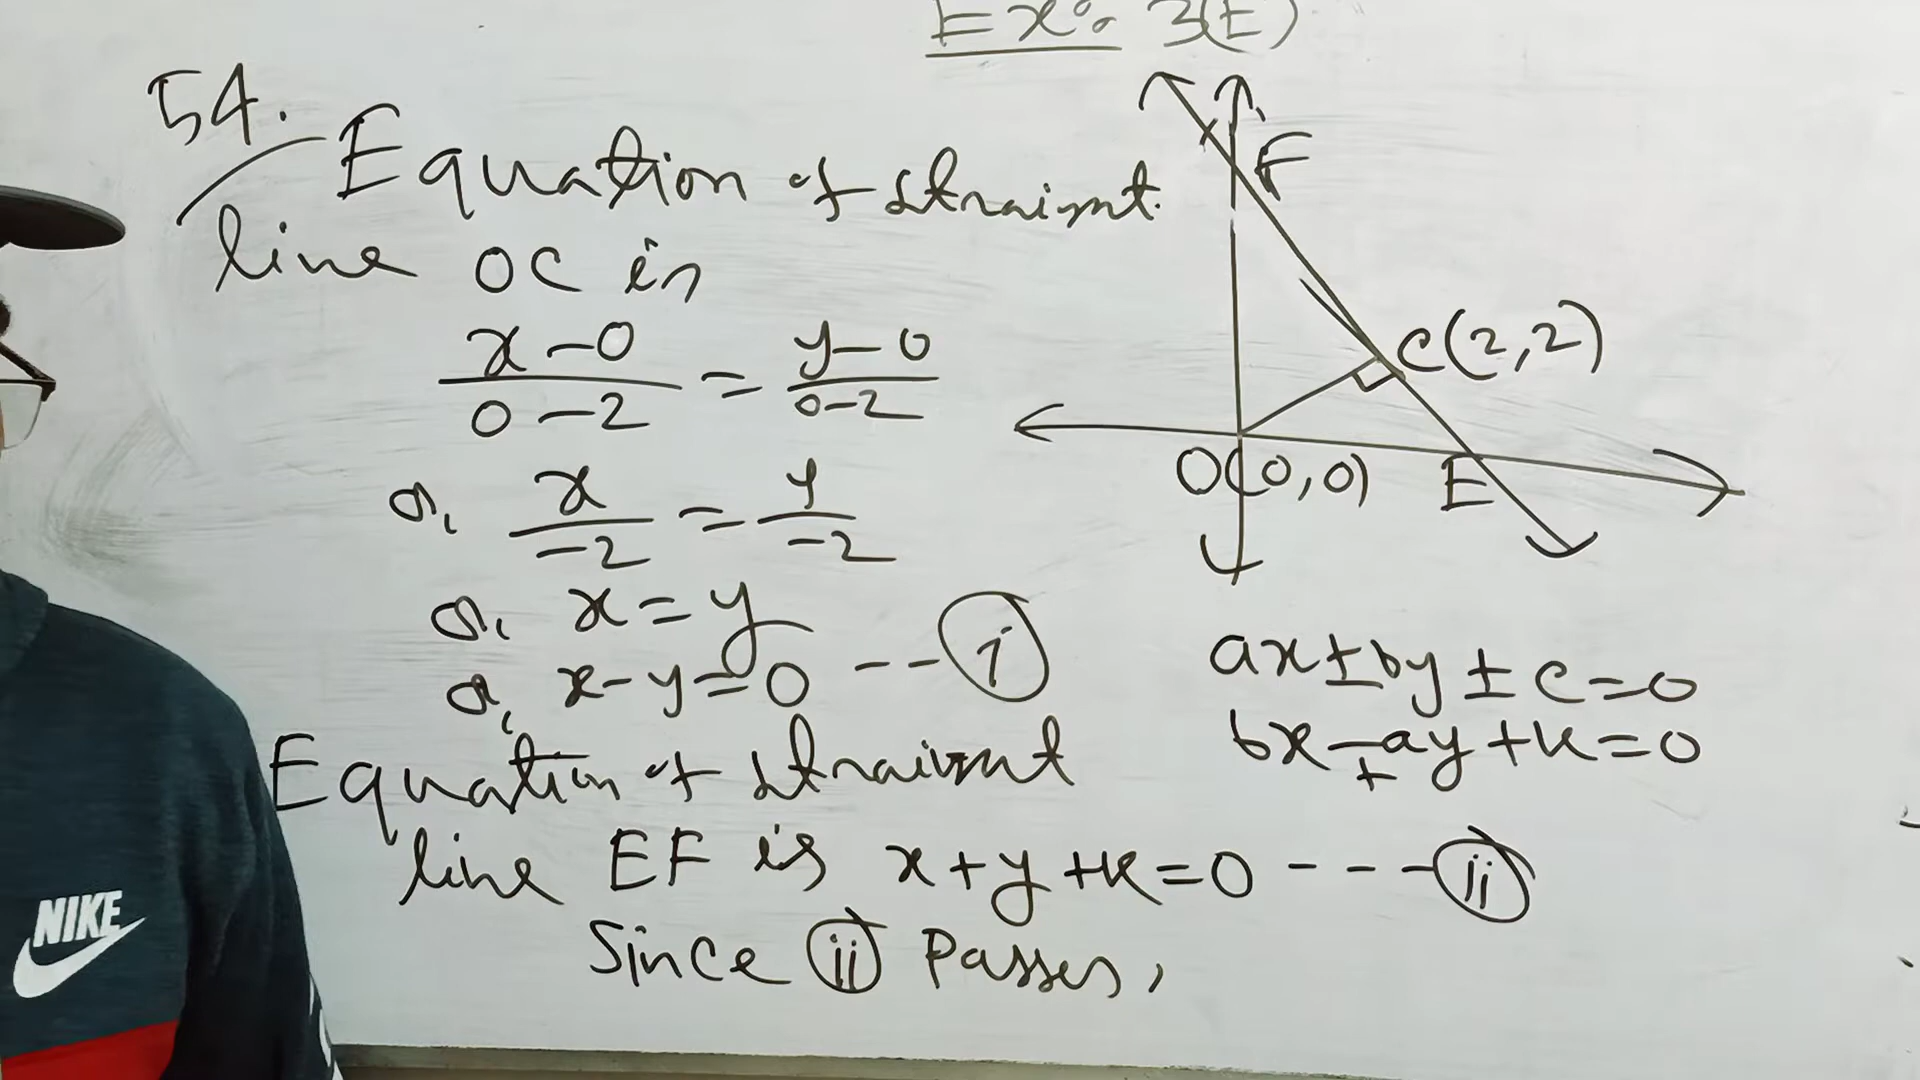 Ex: 3(E)
54.
Equation of straight
line OC is
x-0/0-2 = y-0/0-2
or, x/-2 = y/-2
or, x=y
or, x-y=0 --(i)
Equation of straight
line EF is x+y+k=0 ---(ii)
Since (ii) Passes,
F
C(2,2)
O(0,0)
E
ax±by±c=0
bx∓ay+k=0
NIKE